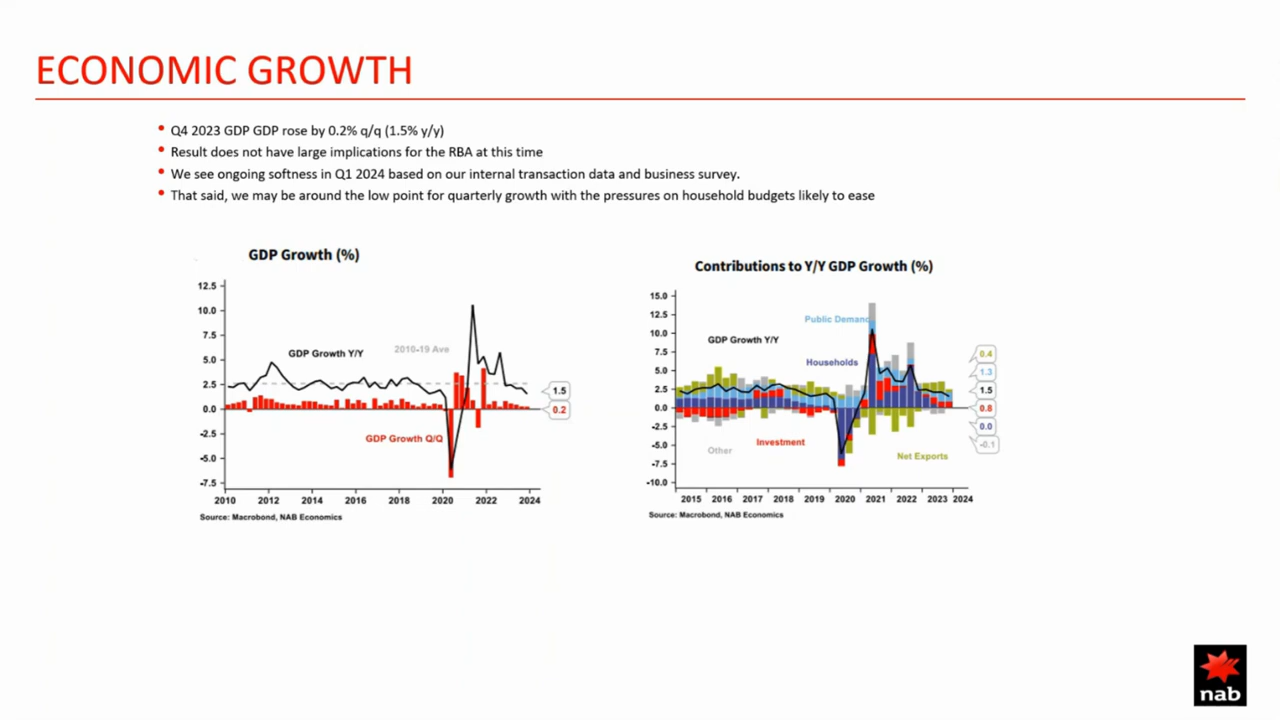 ECONOMIC GROWTH
• Q4 2023 GDP GDP rose by 0.2% q/q (1.5% y/y)
• Result does not have large implications for the RBA at this time
• We see ongoing softness in Q1 2024 based on our internal transaction data and business survey.
• That said, we may be around the low point for quarterly growth with the pressures on household budgets likely to ease
GDP Growth (%)
12.5
10.0
7.5
5.0
2.5
0.0
-2.5
-5.0
-7.5
GDP Growth Y/Y
2010-19 Ave
GDP Growth Q/Q
1.5
0.2
2010 2012 2014 2016 2018 2020 2022 2024
Source: Macrobond, NAB Economics
Contributions to Y/Y GDP Growth (%)
15.0
12.5
10.0
7.5
5.0
2.5
0.0
-2.5
-5.0
-7.5
-10.0
Public Demand
GDP Growth Y/Y
Households
Investment
Other
Net Exports
0.4
1.3
1.5
0.8
0.0
-0.1
2015 2016 2017 2018 2019 2020 2021 2022 2023 2024
Source: Macrobond, NAB Economics
nab